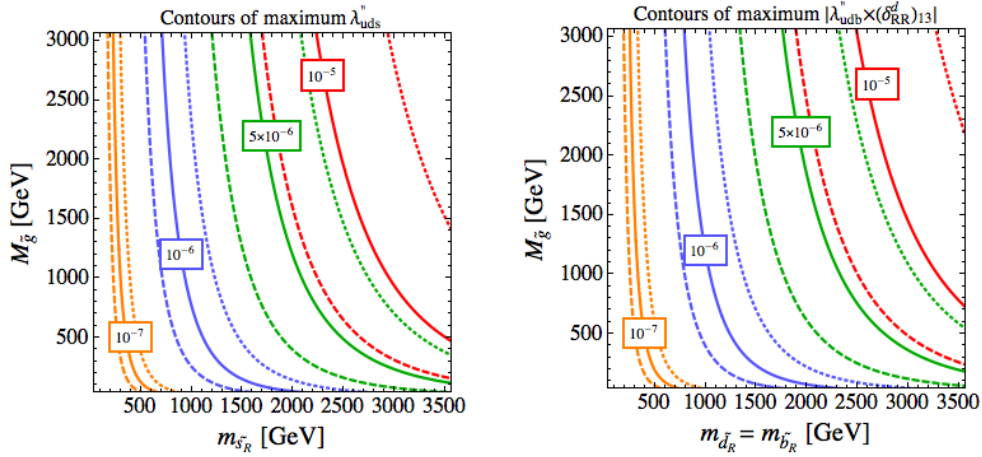 Contours of maximum λ"uds
3000
2500
2000
1500
1000
500
M_g̃ [GeV]
10⁻⁵
5×10⁻⁶
10⁻⁶
10⁻⁷
500 1000 1500 2000 2500 3000 3500
m_s̃_R [GeV]
Contours of maximum |λ"udb×(δ^d_RR)₁₃|
3000
2500
2000
1500
1000
500
M_g̃ [GeV]
10⁻⁵
5×10⁻⁶
10⁻⁶
10⁻⁷
500 1000 1500 2000 2500 3000 3500
m_d̃_R = m_b̃_R [GeV]